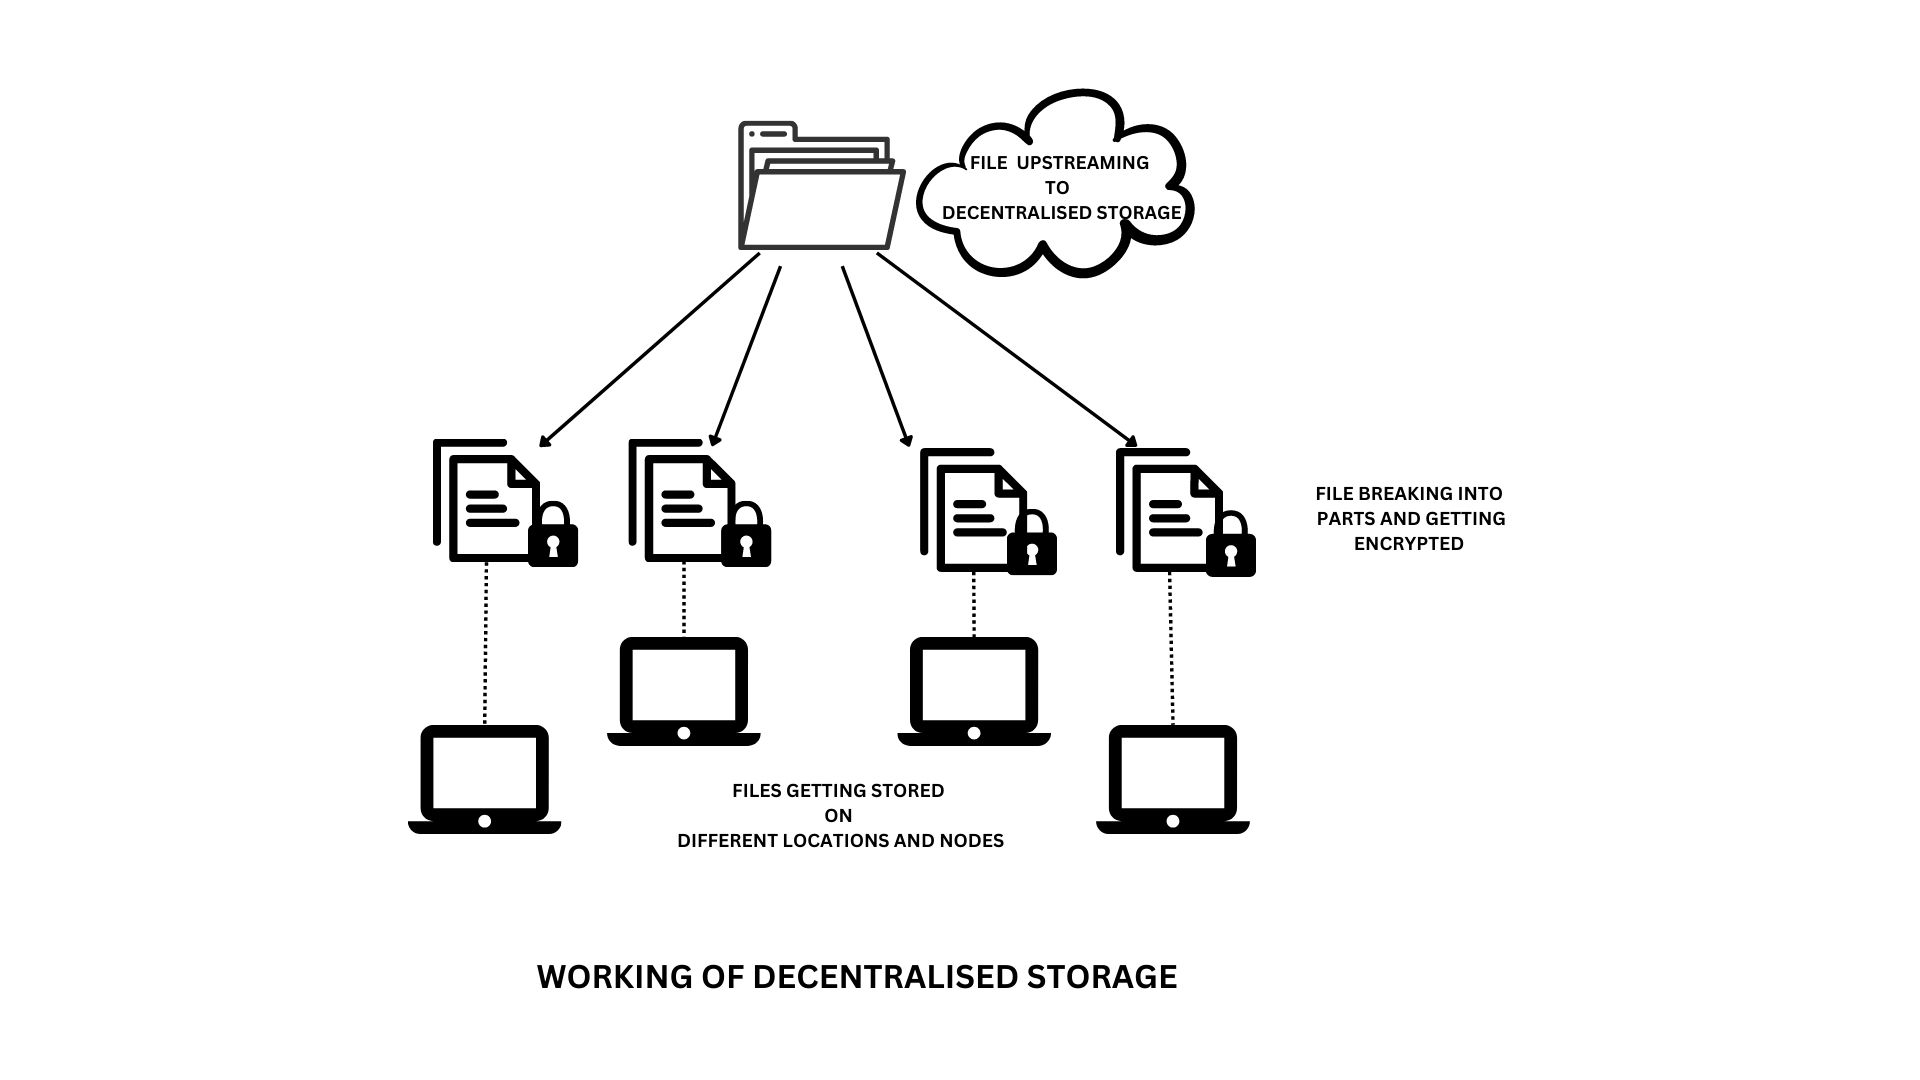 FILE UPSTREAMING
TO
DECENTRALISED STORAGE
FILE BREAKING INTO
PARTS AND GETTING
ENCRYPTED
FILES GETTING STORED
ON
DIFFERENT LOCATIONS AND NODES
WORKING OF DECENTRALISED STORAGE